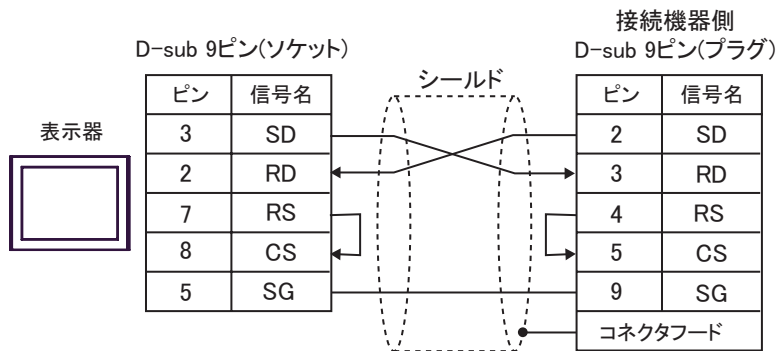 接続機器側
D-sub 9ピン(ソケット)
D-sub 9ピン(プラグ)
シールド
表示器
ピン 信号名
3 SD
2 RD
7 RS
8 CS
5 SG
ピン 信号名
2 SD
3 RD
4 RS
5 CS
9 SG
コネクタフード